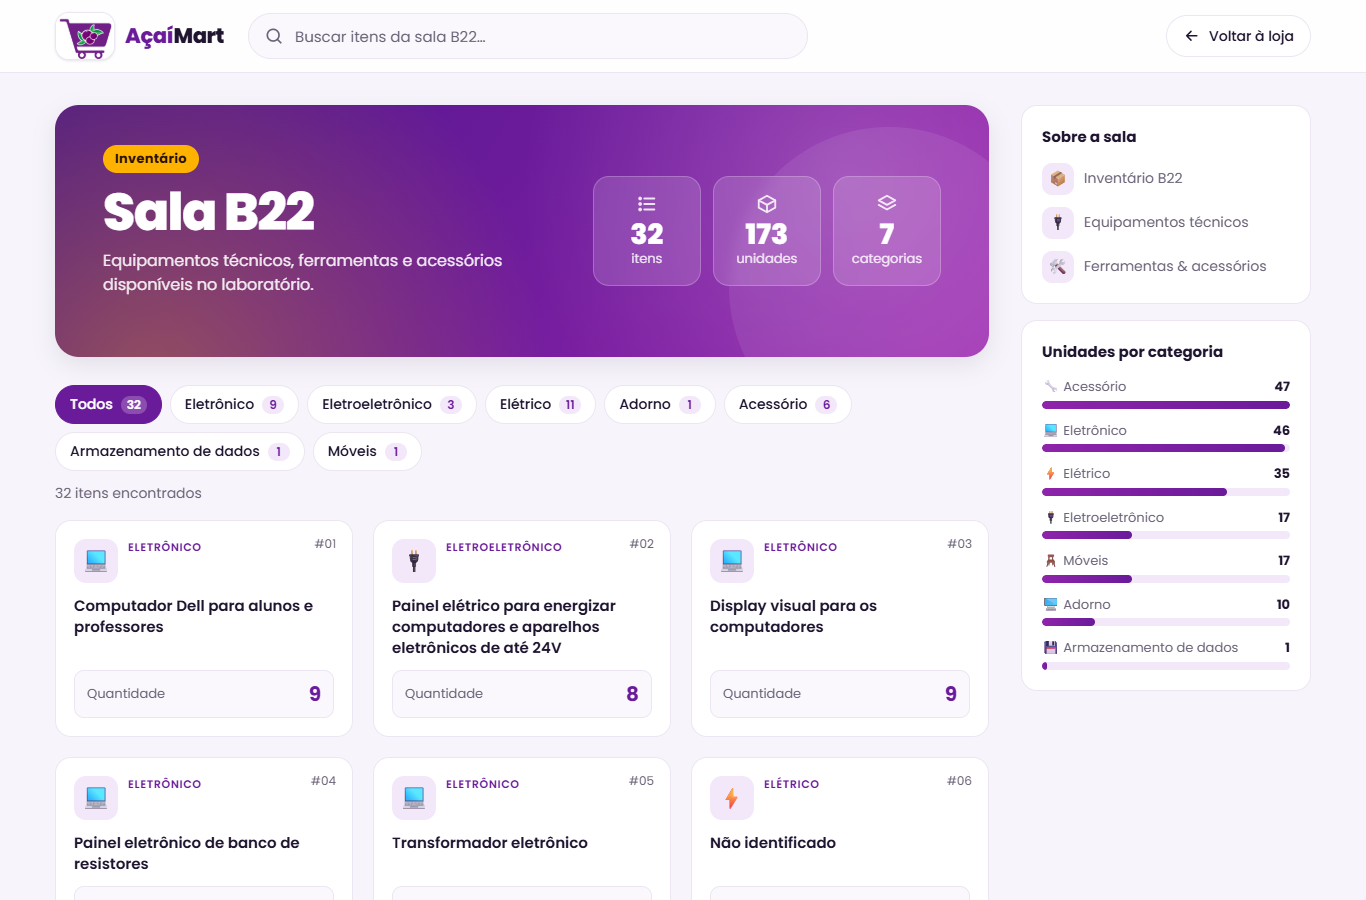 AçaíMart
Buscar itens da sala B22...
Voltar à loja
Inventário
Sala B22
Equipamentos técnicos, ferramentas e acessórios
disponíveis no laboratório.
32
itens
173
unidades
7
categorias
Sobre a sala
Inventário B22
Equipamentos técnicos
Ferramentas & acessórios
Unidades por categoria
Acessório 47
Eletrônico 46
Elétrico 35
Eletroeletrônico 17
Móveis 17
Adorno 10
Armazenamento de dados 1
Todos 32
Eletrônico 9
Eletroeletrônico 3
Elétrico 11
Adorno 1
Acessório 6
Armazenamento de dados 1
Móveis 1
32 itens encontrados
ELETRÔNICO #01
Computador Dell para alunos e
professores
Quantidade 9
ELETROELETRÔNICO #02
Painel elétrico para energizar
computadores e aparelhos
eletrônicos de até 24V
Quantidade 8
ELETRÔNICO #03
Display visual para os
computadores
Quantidade 9
ELETRÔNICO #04
Painel eletrônico de banco de
resistores
ELETRÔNICO #05
Transformador eletrônico
ELÉTRICO #06
Não identificado